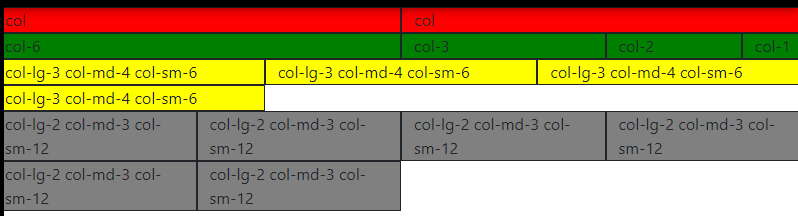 col col
col-6 col-3 col-2 col-1
col-lg-3 col-md-4 col-sm-6 col-lg-3 col-md-4 col-sm-6 col-lg-3 col-md-4 col-sm-6
col-lg-3 col-md-4 col-sm-6
col-lg-2 col-md-3 col- col-lg-2 col-md-3 col- col-lg-2 col-md-3 col- col-lg-2 col-md-3 col-
sm-12 sm-12 sm-12 sm-12
col-lg-2 col-md-3 col- col-lg-2 col-md-3 col-
sm-12 sm-12